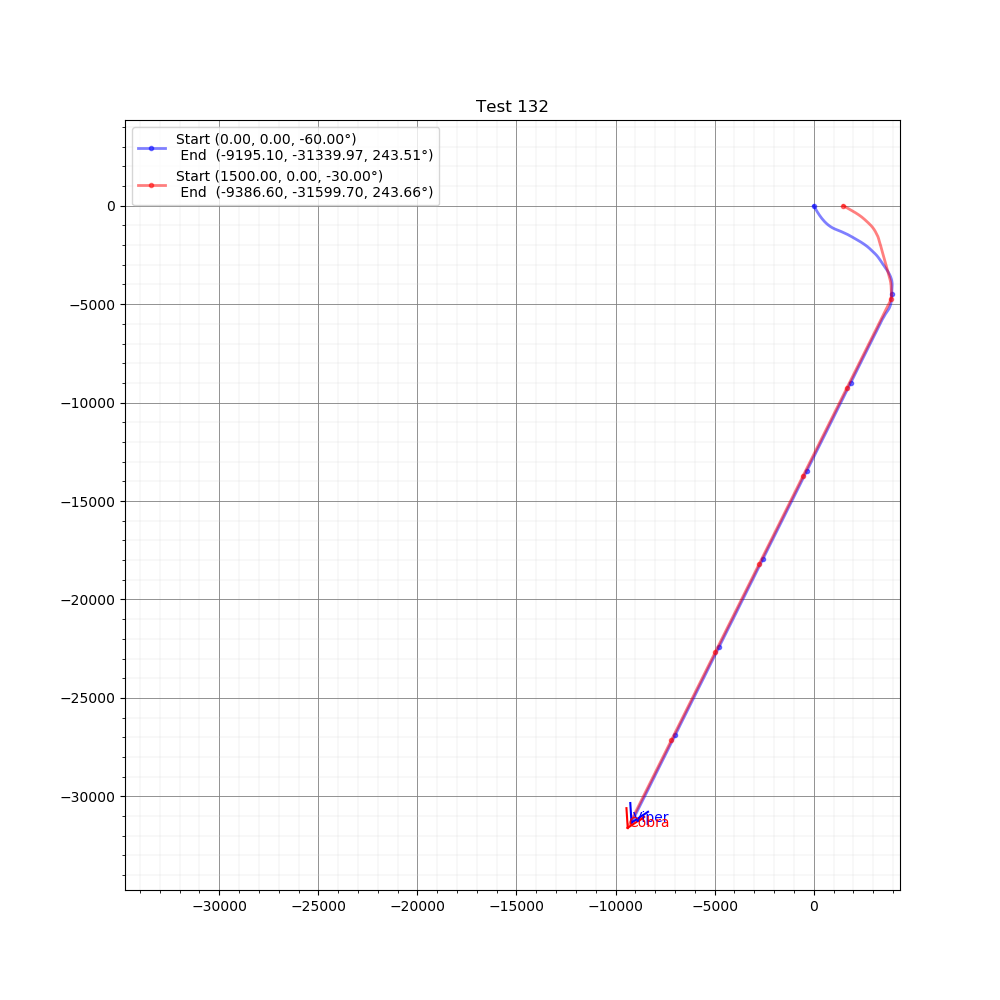 Test 132
Start (0.00, 0.00, -60.00°)
End (-9195.10, -31339.97, 243.51°)
Start (1500.00, 0.00, -30.00°)
End (-9386.60, -31599.70, 243.66°)
0
−5000
−10000
−15000
−20000
−25000
−30000
Viper
Cobra
−30000 −25000 −20000 −15000 −10000 −5000 0